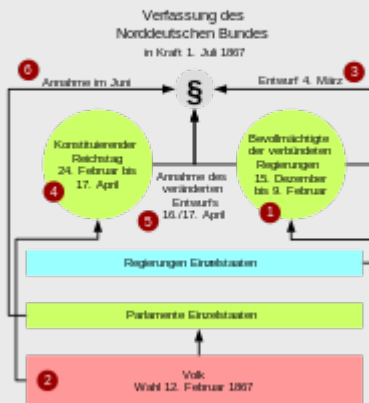 Verfassung des
Norddeutschen Bundes
in Kraft 1. Juli 1867
6
3
Annahme im Juni
§
Entwurf 4. März
Konstituierender
Reichstag
24. Februar bis
17. April
4
Bevollmächtigte
der verbündeten
Regierungen
15. Dezember
bis 9. Februar
1
Annahme des
veränderten
Entwurfs
16./17. April
5
Regierungen Einzelstaaten
Parlamente Einzelstaaten
2
Volk
Wahl 12. Februar 1867